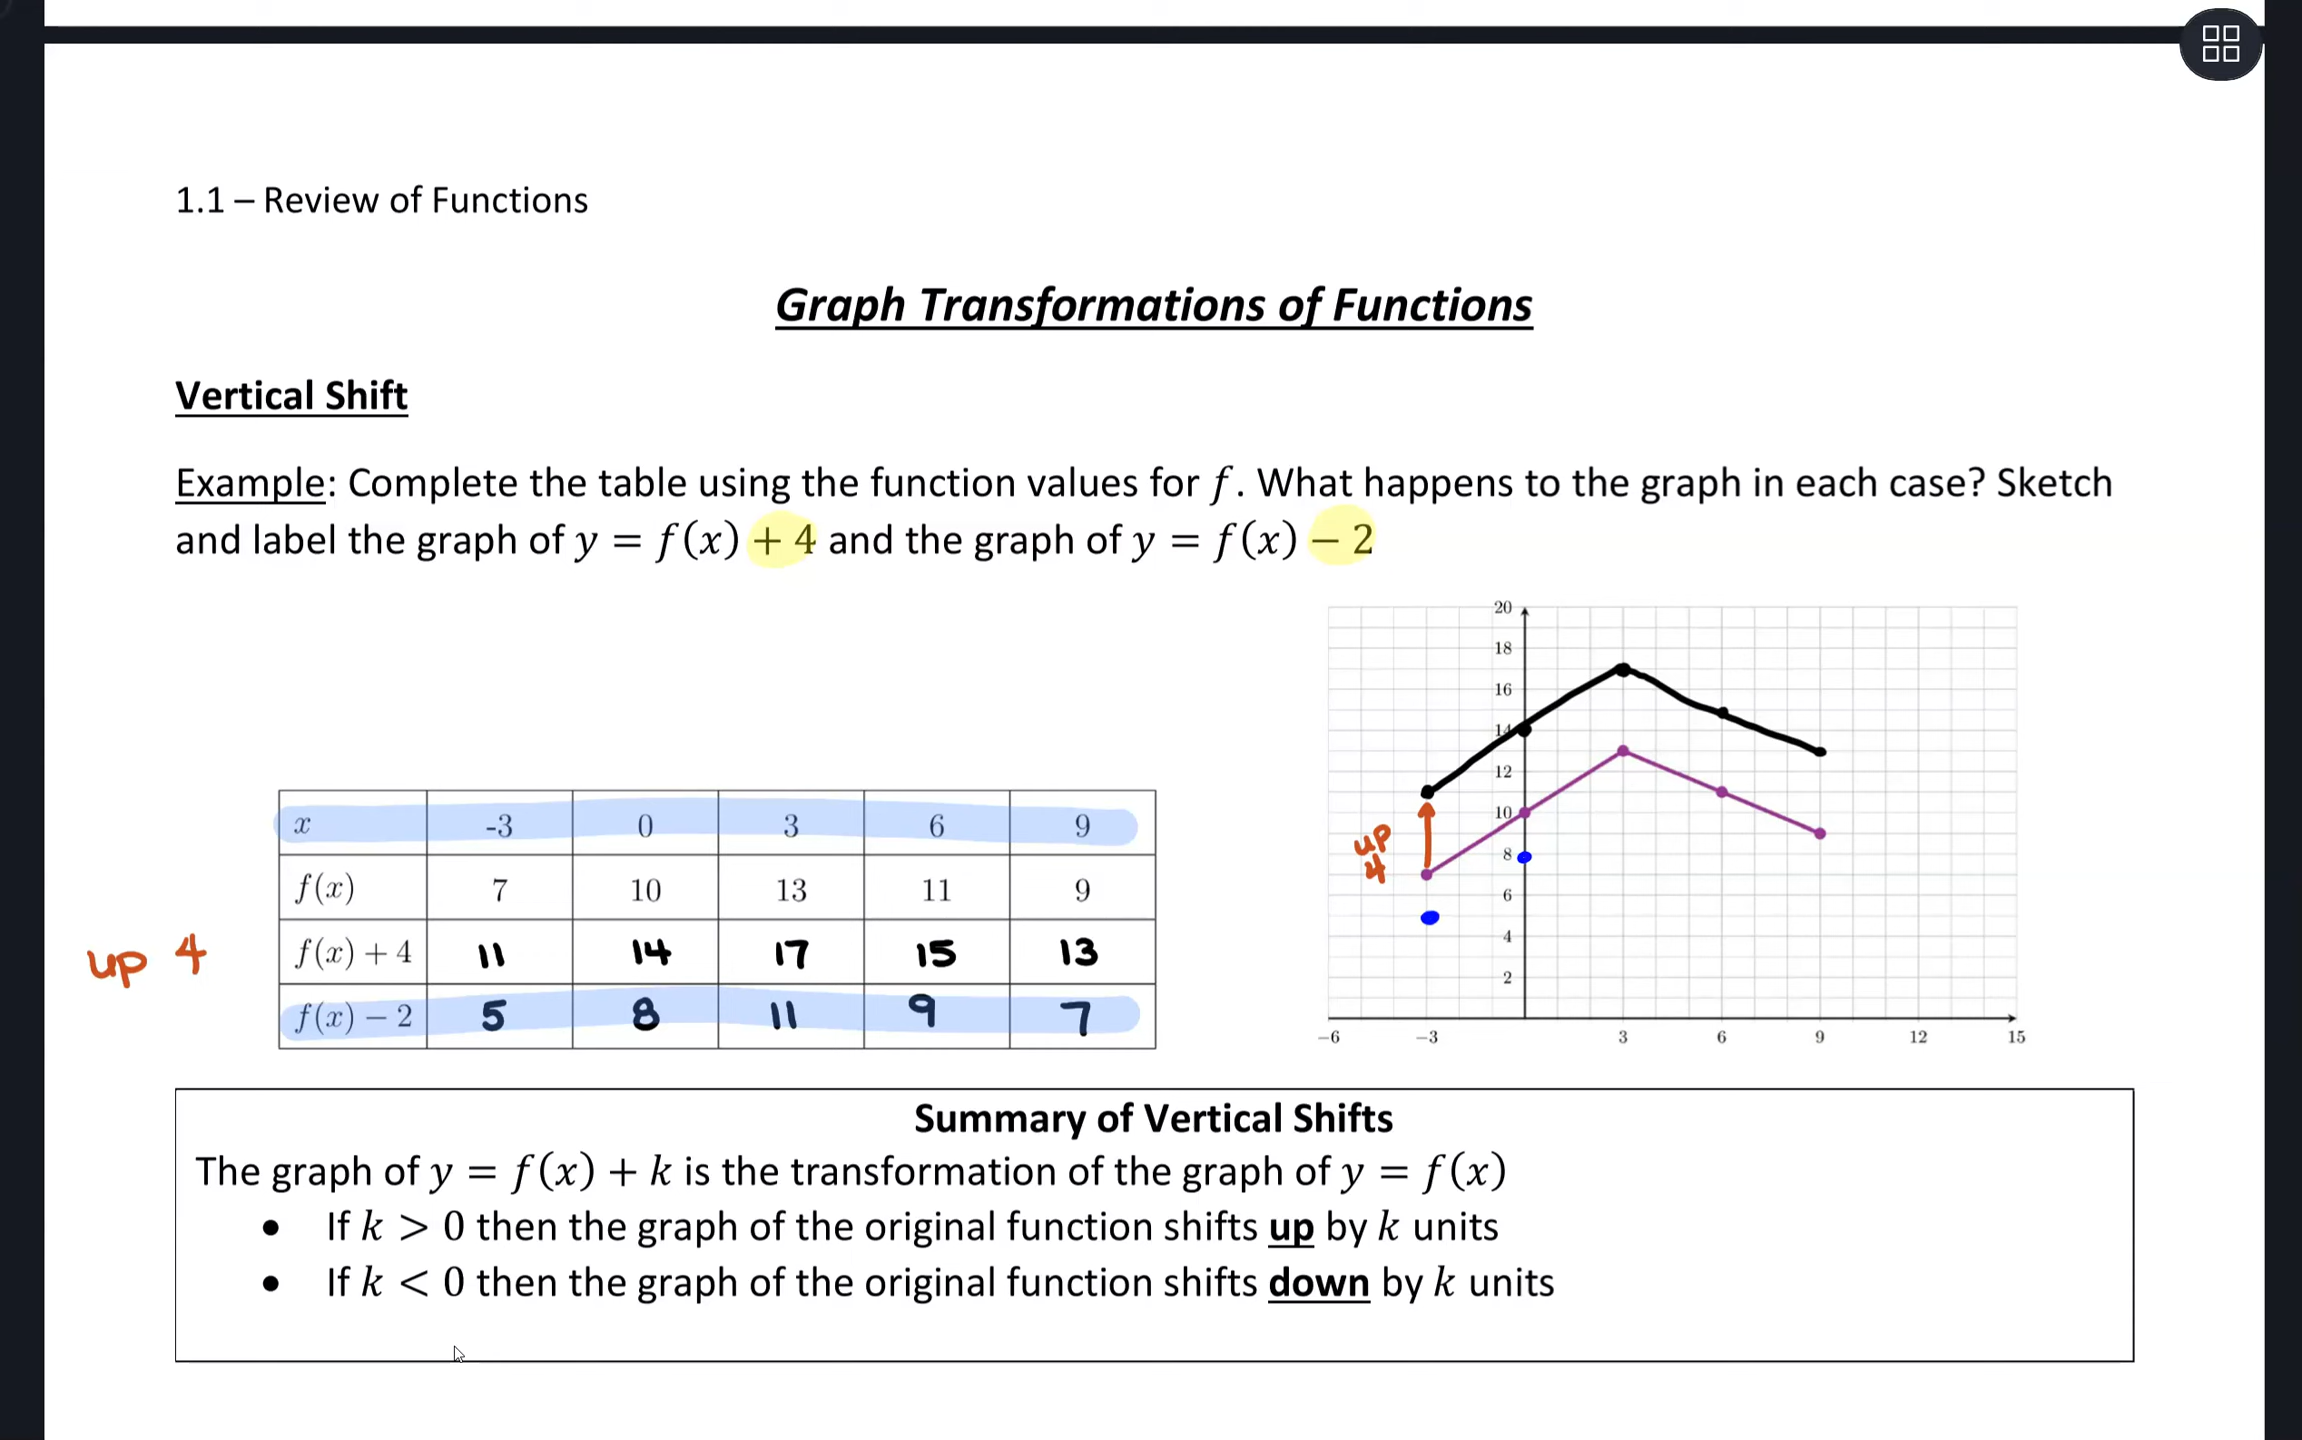 1.1 – Review of Functions
Graph Transformations of Functions
Vertical Shift
Example: Complete the table using the function values for f. What happens to the graph in each case? Sketch
and label the graph of y = f(x) + 4 and the graph of y = f(x) − 2
x -3 0 3 6 9
f(x) 7 10 13 11 9
up 4 f(x) + 4 11 14 17 15 13
f(x) − 2 5 8 11 9 7
20
18
16
14
12
10
8
6
4
2
up
4
−6 −3 3 6 9 12 15
Summary of Vertical Shifts
The graph of y = f(x) + k is the transformation of the graph of y = f(x)
• If k > 0 then the graph of the original function shifts up by k units
• If k < 0 then the graph of the original function shifts down by k units